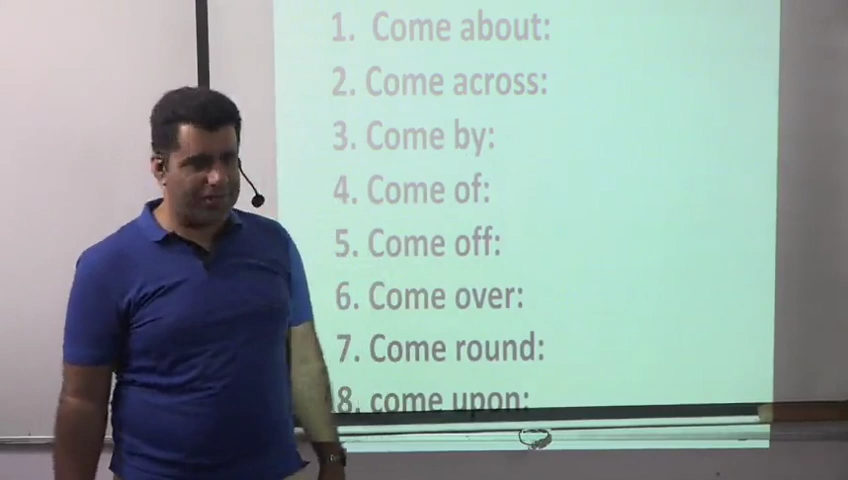 1. Come about:
2. Come across:
3. Come by:
4. Come of:
5. Come off:
6. Come over:
7. Come round:
8. come upon: